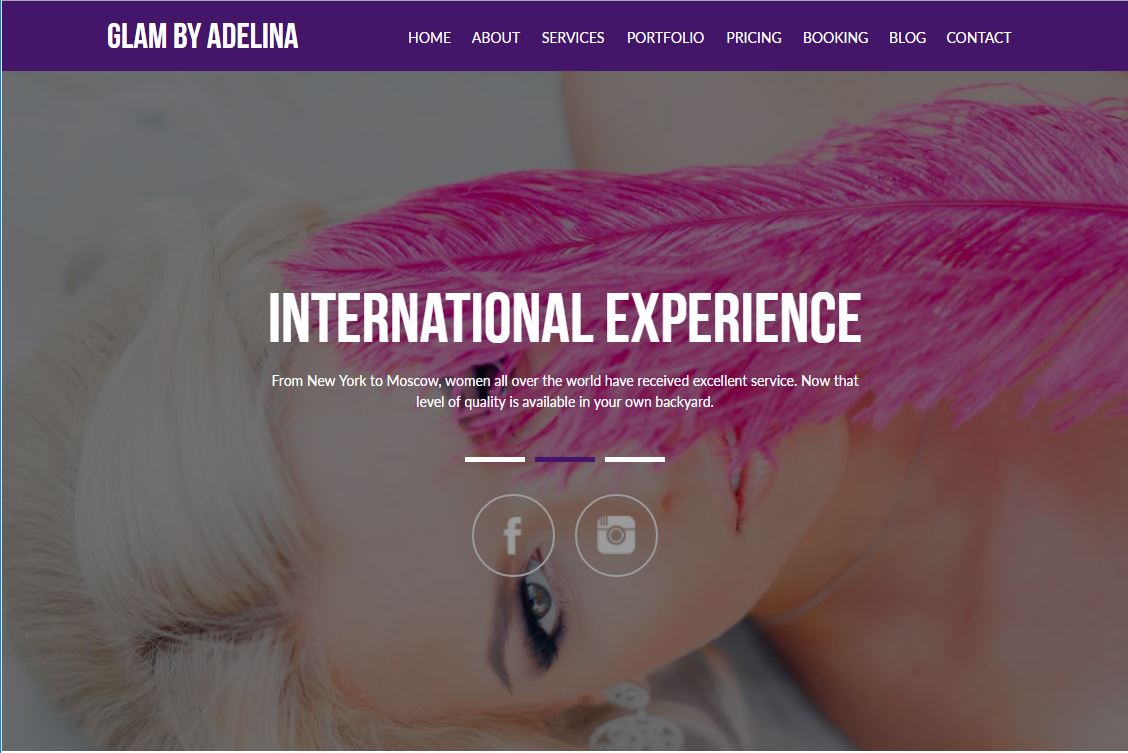 GLAM BY ADELINA
HOME ABOUT SERVICES PORTFOLIO PRICING BOOKING BLOG CONTACT
INTERNATIONAL EXPERIENCE
From New York to Moscow, women all over the world have received excellent service. Now that
level of quality is available in your own backyard.